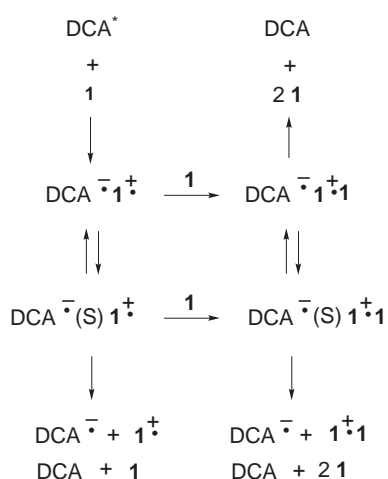 DCA* DCA
+ +
1 2 1
DCA •̅ 1 •⁺ 1 DCA •̅ 1 •⁺ 1
DCA •̅ (S) 1 •⁺ 1 DCA •̅ (S) 1 •⁺ 1
DCA •̅ + 1 •⁺ DCA •̅ + 1 •⁺ 1
DCA + 1 DCA + 2 1